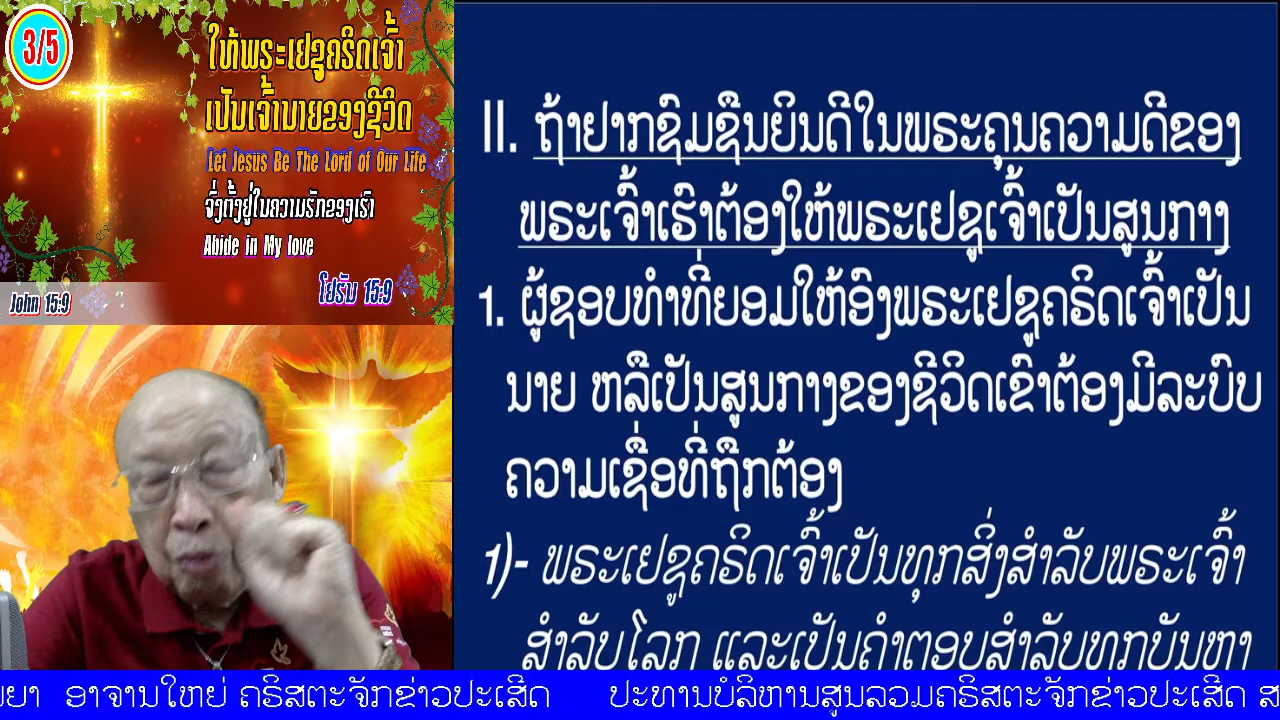 3/5
ໃຫ້ພຣະເຢຊູຄຣິດເຈົ້າ
ເປັນເຈົ້ານາຍຂອງຊີວິດ
Let Jesus Be The Lord of Our Life
ຈົ່ງຕັ້ງຢູ່ໃນຄວາມຮັກຂອງເຮົາ
Abide in My love
ໂຢຮັນ 15:9
John 15:9
II. ຖ້າຢາກຊົມຊື່ນຍິນດີໃນພຣະຄຸນຄວາມດີຂອງ
ພຣະເຈົ້າເຮົາຕ້ອງໃຫ້ພຣະເຢຊູເຈົ້າເປັນສູນກາງ
1. ຜູ້ຊອບທຳທີ່ຍອມໃຫ້ອົງພຣະເຢຊູຄຣິດເຈົ້າເປັນ
ນາຍ ຫລືເປັນສູນກາງຂອງຊີວິດເຂົາຕ້ອງມີລະບົບ
ຄວາມເຊື່ອທີ່ຖືກຕ້ອງ
1)- ພຣະເຢຊູຄຣິດເຈົ້າເປັນທຸກສິ່ງສຳລັບພຣະເຈົ້າ
ສຳລັບໂລກ ແລະເປັນຄຳຕອບສຳລັບທຸກບັນຫາ
ອາຈານໃຫຍ່ ຄຣິສຕະຈັກຂ່າວປະເສີດ ປະທານບໍລິຫານສູນລວມຄຣິສຕະຈັກຂ່າວປະເສີດ